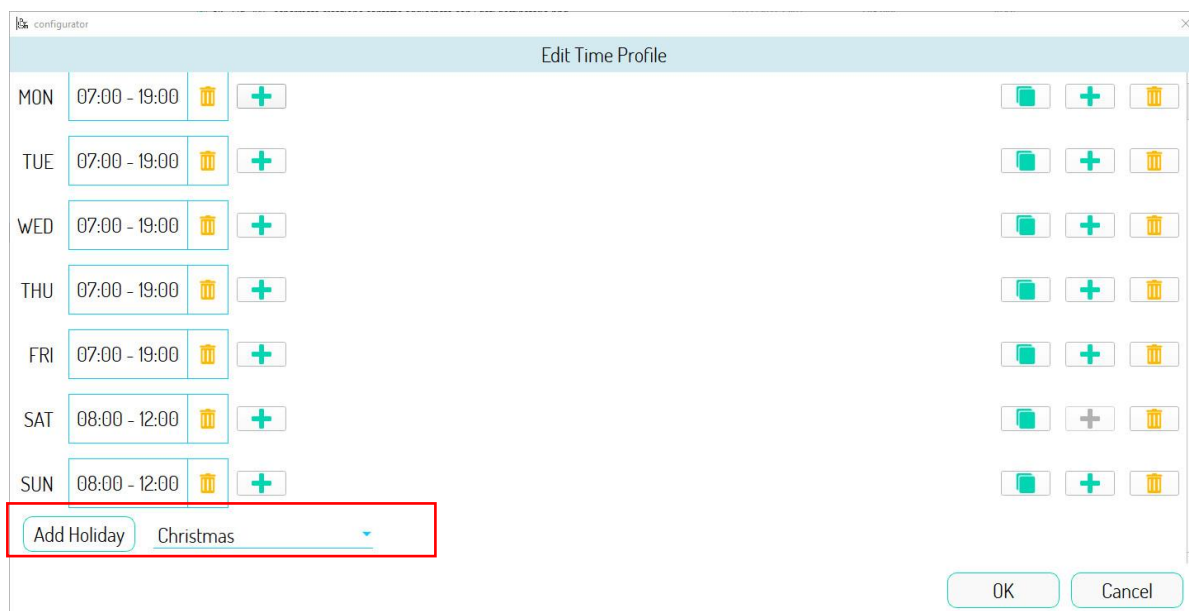 configurator
Edit Time Profile
MON 07:00 - 19:00
TUE 07:00 - 19:00
WED 07:00 - 19:00
THU 07:00 - 19:00
FRI 07:00 - 19:00
SAT 08:00 - 12:00
SUN 08:00 - 12:00
Add Holiday Christmas
OK Cancel